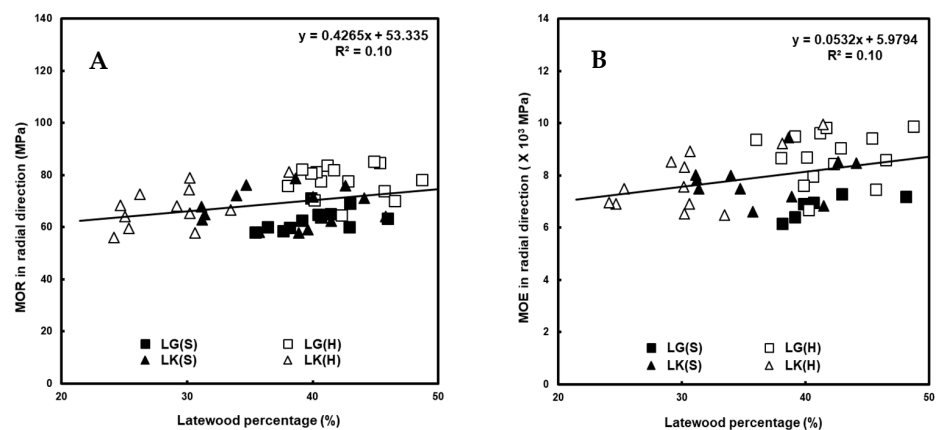 A
y = 0.4265x + 53.335
R² = 0.10
MOR in radial direction (MPa)
140
120
100
80
60
40
20
0
LG(S)
LG(H)
LK(S)
LK(H)
20
30
40
50
Latewood percentage (%)
B
y = 0.0532x + 5.9794
R² = 0.10
MOE in radial direction ( X 10³ MPa)
14
12
10
8
6
4
2
0
LG(S)
LG(H)
LK(S)
LK(H)
20
30
40
50
Latewood percentage (%)